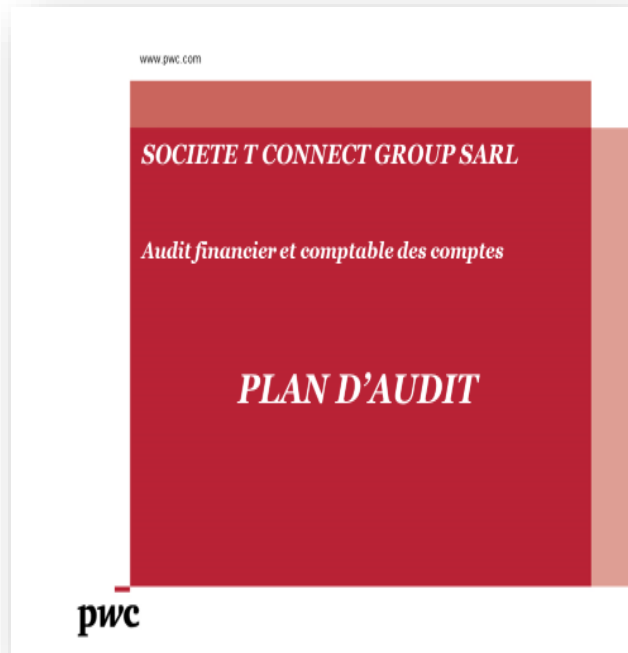 www.pwc.com
SOCIETE T CONNECT GROUP SARL
Audit financier et comptable des comptes
PLAN D’AUDIT
pwc